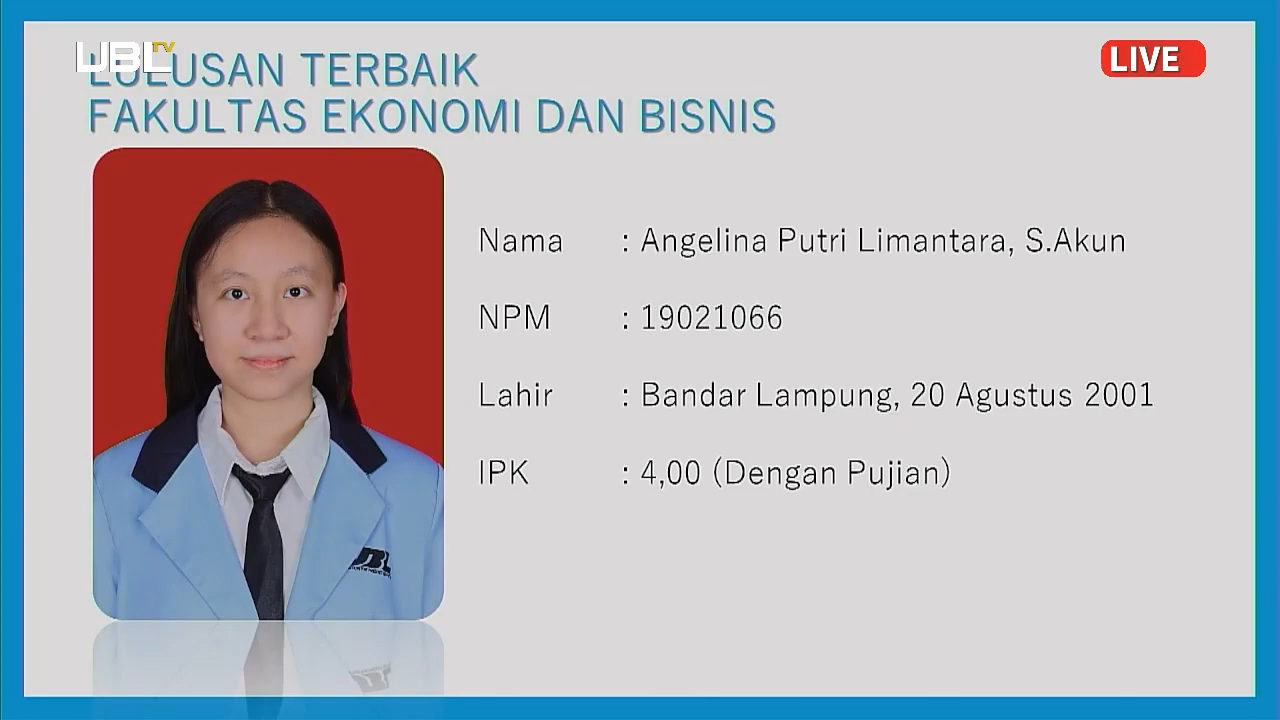 UBL TV
LIVE
LULUSAN TERBAIK
FAKULTAS EKONOMI DAN BISNIS
Nama : Angelina Putri Limantara, S.Akun
NPM : 19021066
Lahir : Bandar Lampung, 20 Agustus 2001
IPK : 4,00 (Dengan Pujian)
UBL